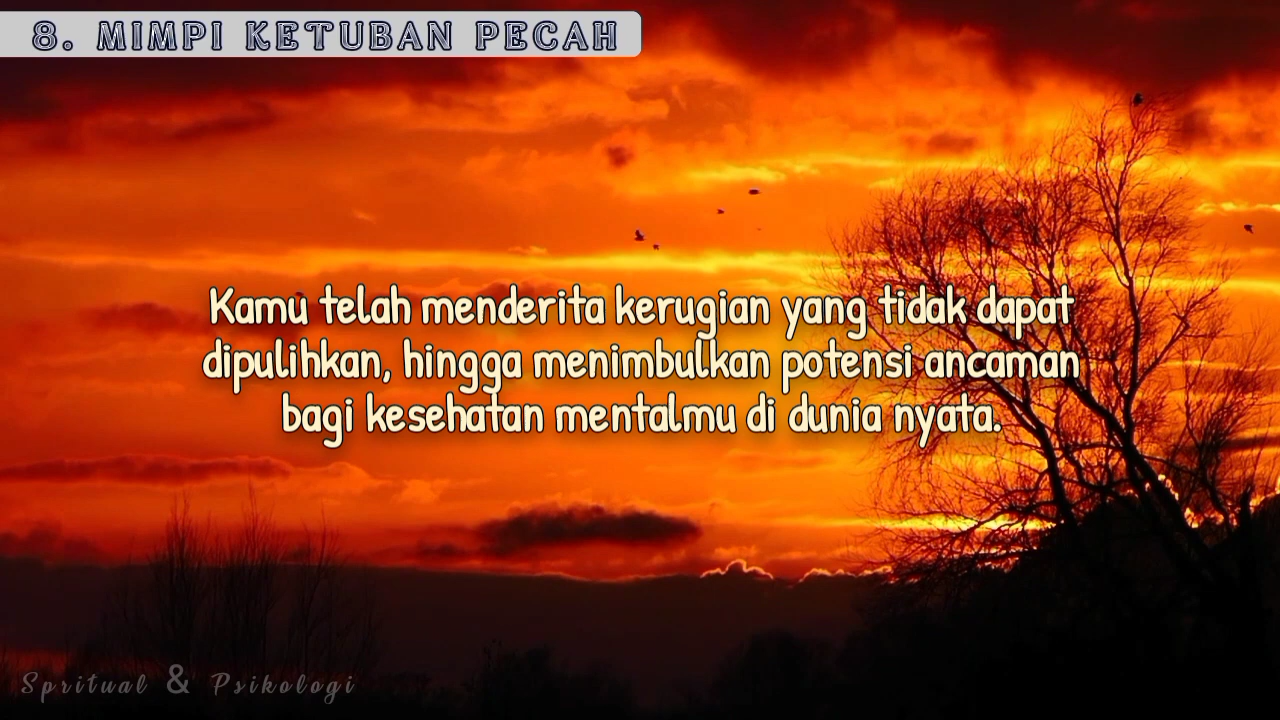 8. MIMPI KETUBAN PECAH
Kamu telah menderita kerugian yang tidak dapat
dipulihkan, hingga menimbulkan potensi ancaman
bagi kesehatan mentalmu di dunia nyata.
Spritual & Psikologi